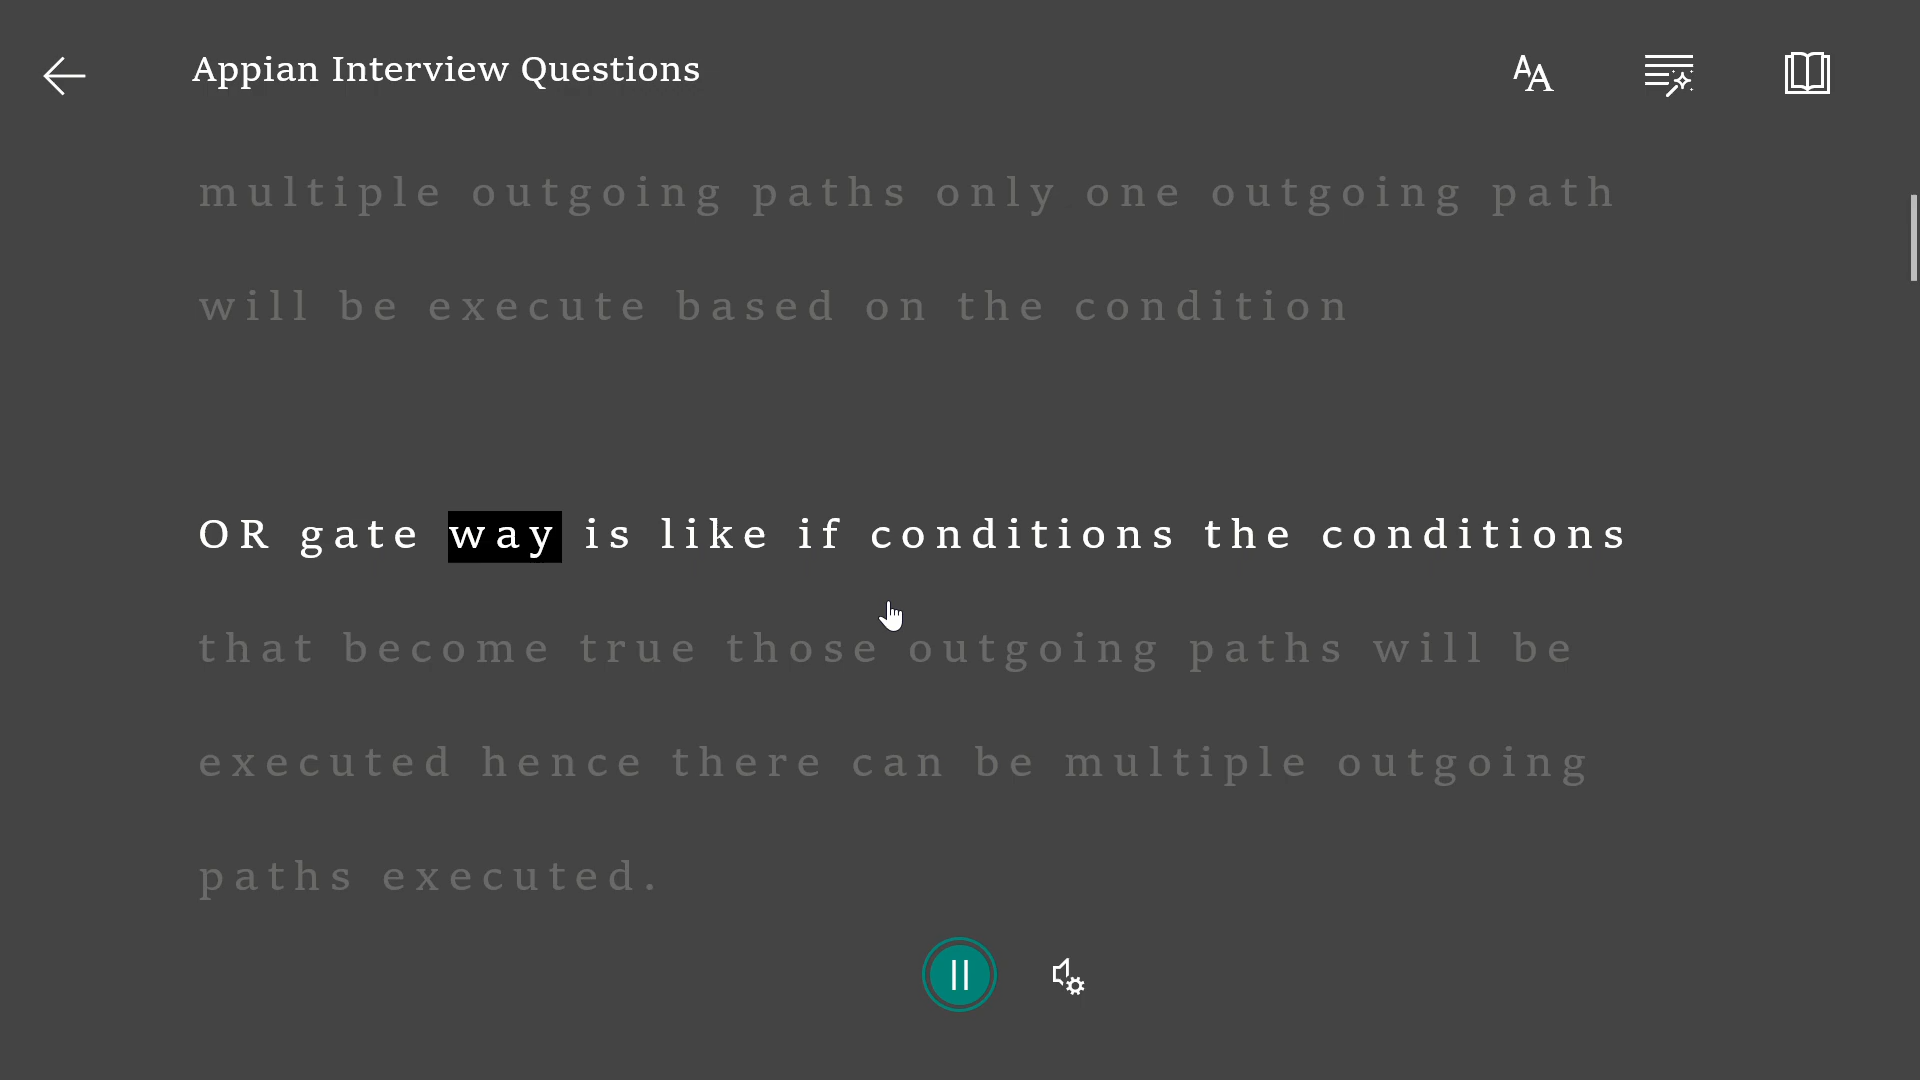 Appian Interview Questions
multiple outgoing paths only one outgoing path
will be execute based on the condition
OR gate way is like if conditions the conditions
that become true those outgoing paths will be
executed hence there can be multiple outgoing
paths executed.